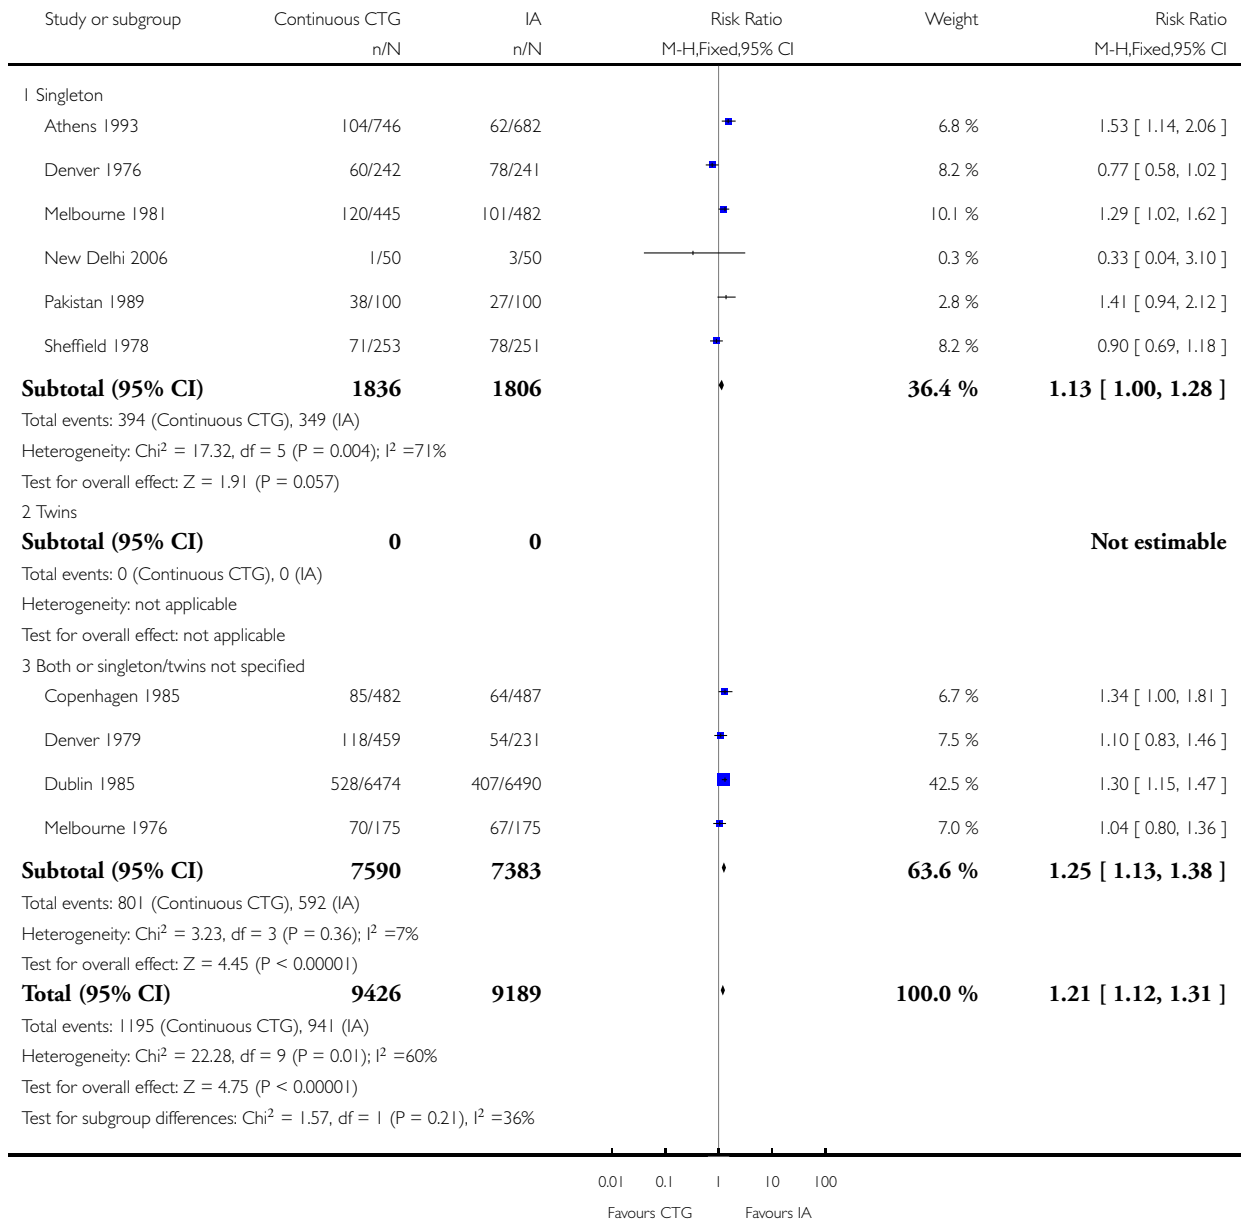 Study or subgroup Continuous CTG IA Risk Ratio Weight Risk Ratio
n/N n/N M-H,Fixed,95% CI M-H,Fixed,95% CI
1 Singleton
Athens 1993 104/746 62/682 6.8 % 1.53 [ 1.14, 2.06 ]
Denver 1976 60/242 78/241 8.2 % 0.77 [ 0.58, 1.02 ]
Melbourne 1981 120/445 101/482 10.1 % 1.29 [ 1.02, 1.62 ]
New Delhi 2006 1/50 3/50 0.3 % 0.33 [ 0.04, 3.10 ]
Pakistan 1989 38/100 27/100 2.8 % 1.41 [ 0.94, 2.12 ]
Sheffield 1978 71/253 78/251 8.2 % 0.90 [ 0.69, 1.18 ]
Subtotal (95% CI) 1836 1806 36.4 % 1.13 [ 1.00, 1.28 ]
Total events: 394 (Continuous CTG), 349 (IA)
Heterogeneity: Chi² = 17.32, df = 5 (P = 0.004); I² =71%
Test for overall effect: Z = 1.91 (P = 0.057)
2 Twins
Subtotal (95% CI) 0 0 Not estimable
Total events: 0 (Continuous CTG), 0 (IA)
Heterogeneity: not applicable
Test for overall effect: not applicable
3 Both or singleton/twins not specified
Copenhagen 1985 85/482 64/487 6.7 % 1.34 [ 1.00, 1.81 ]
Denver 1979 118/459 54/231 7.5 % 1.10 [ 0.83, 1.46 ]
Dublin 1985 528/6474 407/6490 42.5 % 1.30 [ 1.15, 1.47 ]
Melbourne 1976 70/175 67/175 7.0 % 1.04 [ 0.80, 1.36 ]
Subtotal (95% CI) 7590 7383 63.6 % 1.25 [ 1.13, 1.38 ]
Total events: 801 (Continuous CTG), 592 (IA)
Heterogeneity: Chi² = 3.23, df = 3 (P = 0.36); I² =7%
Test for overall effect: Z = 4.45 (P < 0.00001)
Total (95% CI) 9426 9189 100.0 % 1.21 [ 1.12, 1.31 ]
Total events: 1195 (Continuous CTG), 941 (IA)
Heterogeneity: Chi² = 22.28, df = 9 (P = 0.01); I² =60%
Test for overall effect: Z = 4.75 (P < 0.00001)
Test for subgroup differences: Chi² = 1.57, df = 1 (P = 0.21), I² =36%
0.01 0.1 1 10 100
Favours CTG Favours IA